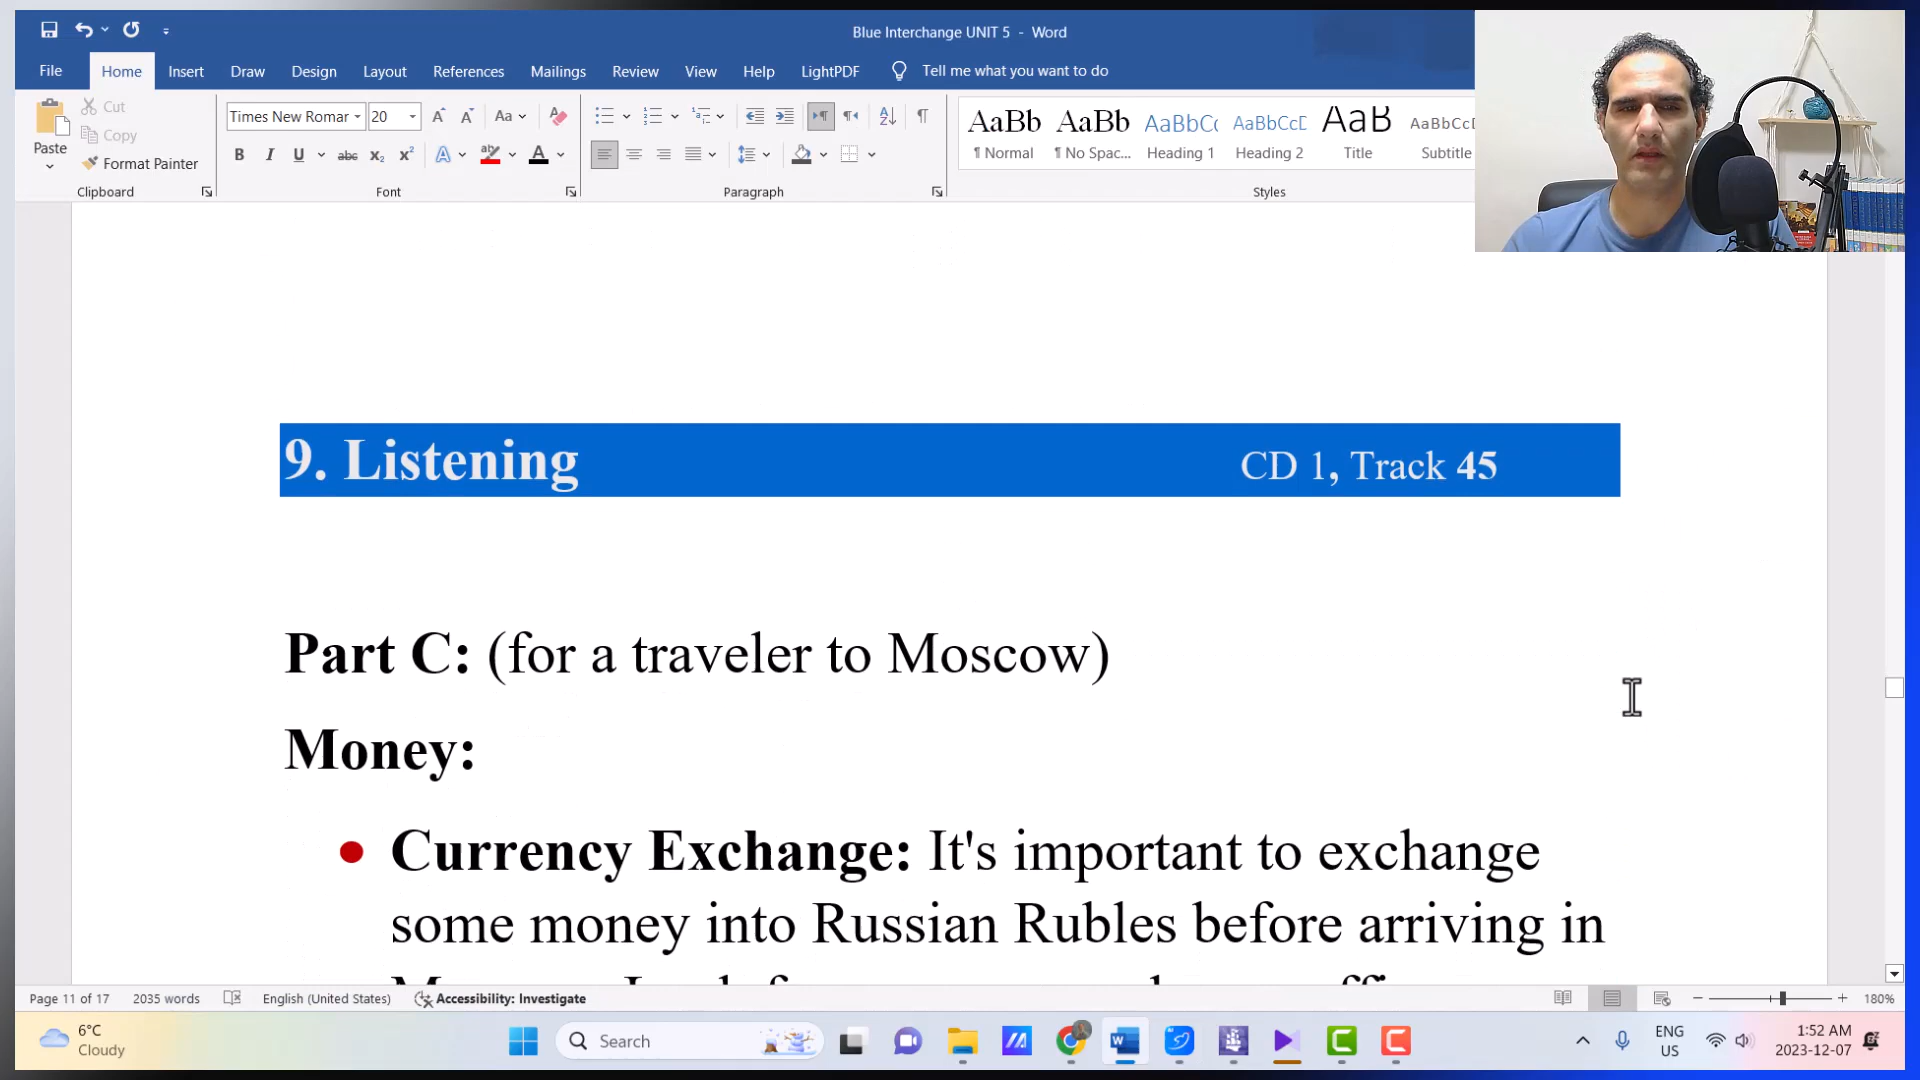 Blue Interchange UNIT 5 - Word
File Home Insert Draw Design Layout References Mailings Review View Help LightPDF Tell me what you want to do
Paste
Cut
Copy
Format Painter
Clipboard
Times New Romar 20
Font
Paragraph
AaBb AaBb AaBbCc AaBbCcD AaB AaBbCcD
¶ Normal ¶ No Spac... Heading 1 Heading 2 Title Subtitle
Styles
9. Listening CD 1, Track 45
Part C: (for a traveler to Moscow)
Money:
• Currency Exchange: It's important to exchange
some money into Russian Rubles before arriving in
Page 11 of 17 2035 words English (United States) Accessibility: Investigate 180%
6°C
Cloudy
Search
ENG
US
1:52 AM
2023-12-07